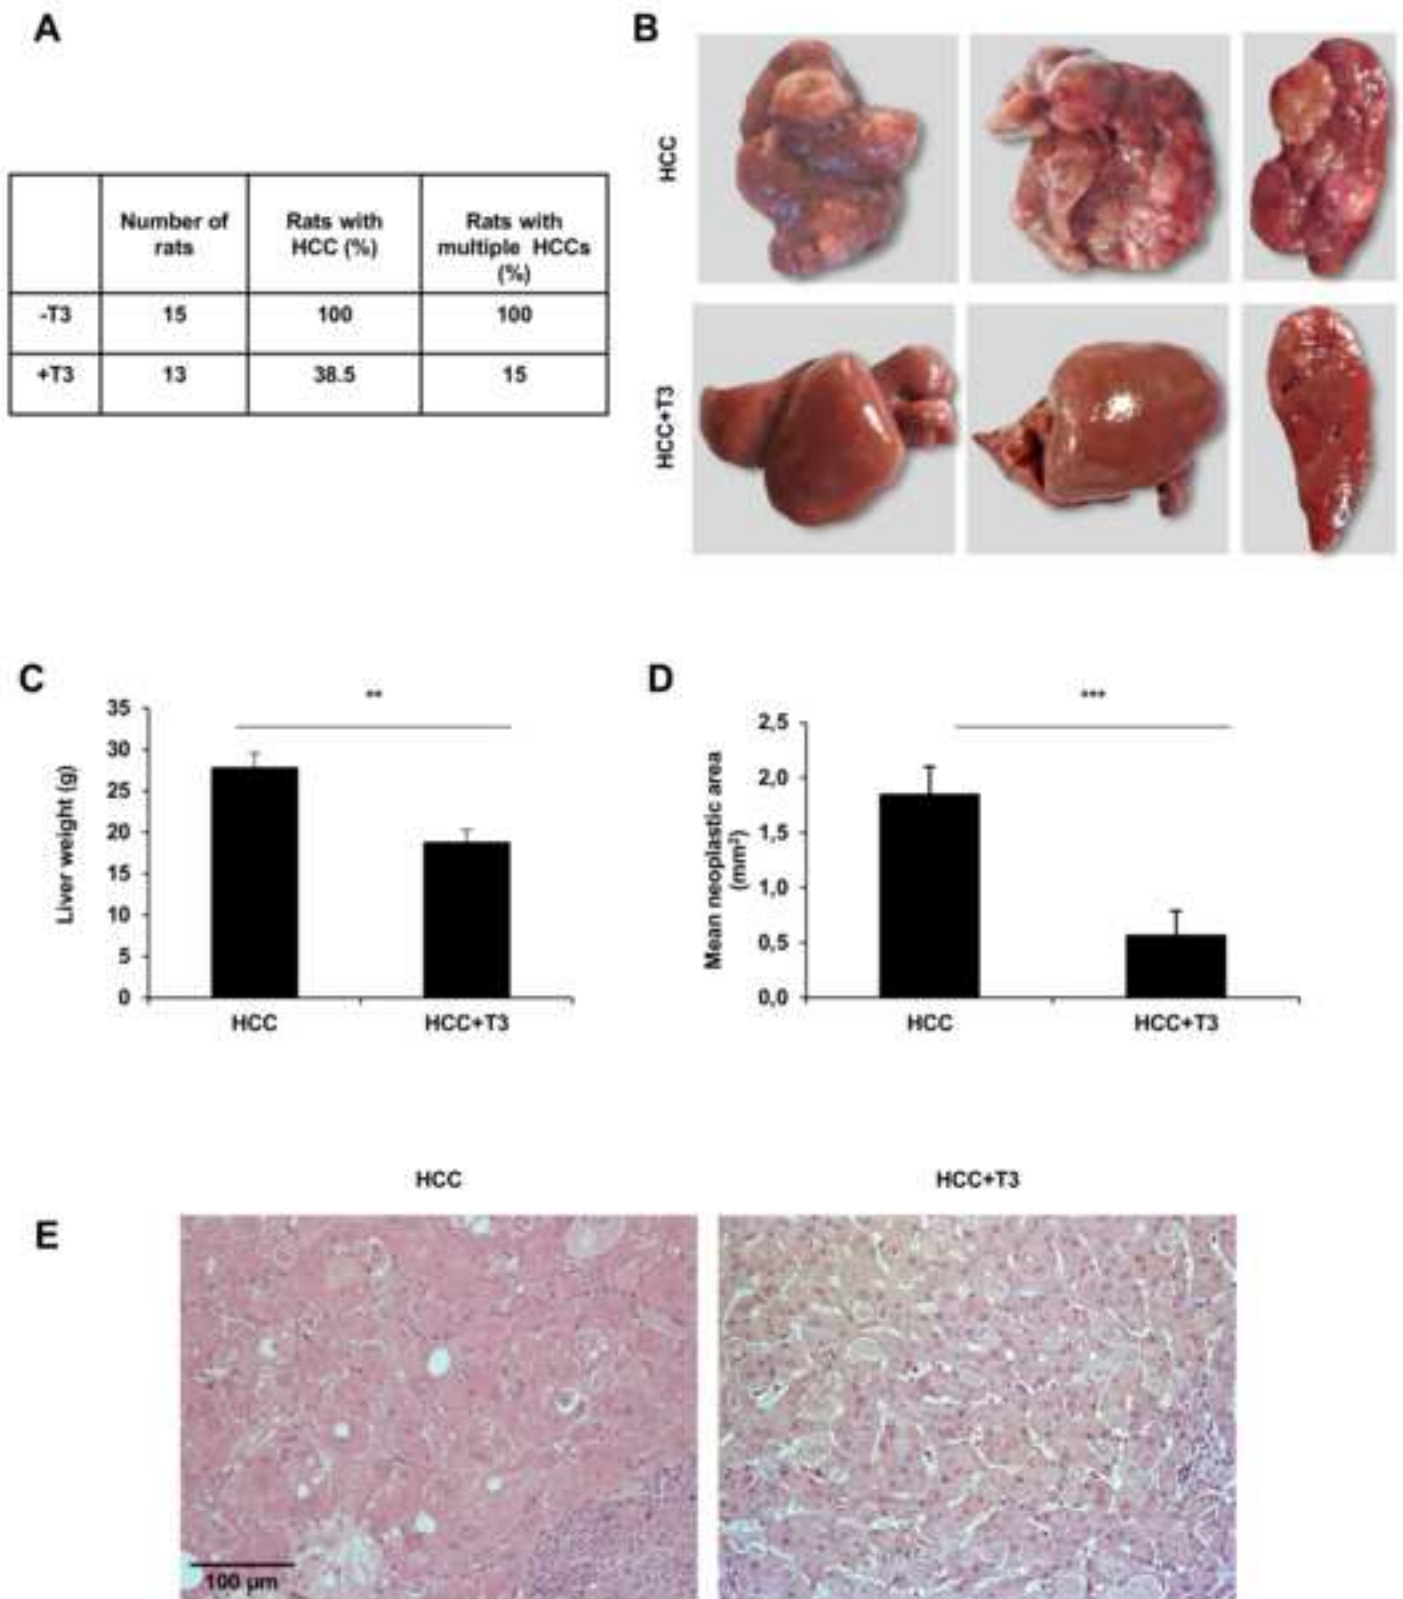 A
Number of
rats
Rats with
HCC (%)
Rats with
multiple HCCs
(%)
-T3
15
100
100
+T3
13
38.5
15
B
HCC
HCC+T3
C
**
Liver weight (g)
35
30
25
20
15
10
5
0
HCC
HCC+T3
D
***
Mean neoplastic area
(mm²)
2,5
2,0
1,5
1,0
0,5
0,0
HCC
HCC+T3
HCC
HCC+T3
E
100 µm